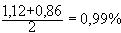 (1,12+0,86)/2 = 0,99%